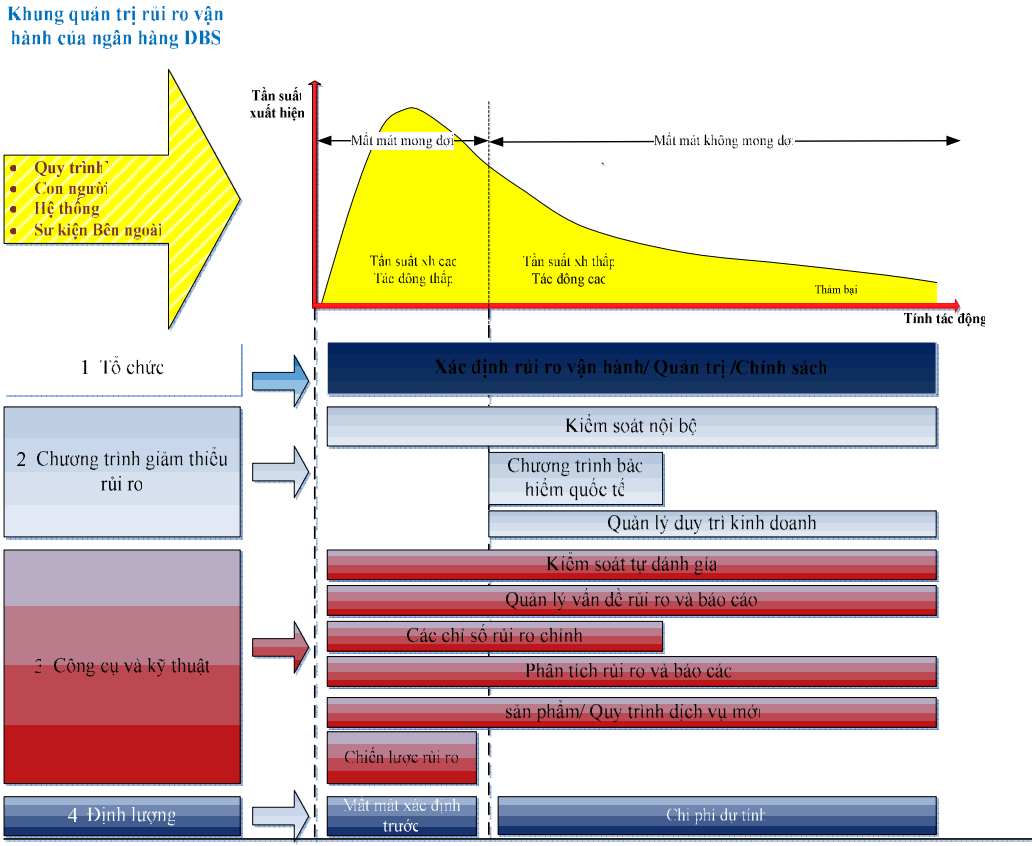 Khung quản trị rủi ro vận
hành của ngân hàng DBS
Tần suất
xuất hiện
Mất mát mong đợi
Mất mát không mong đợ
• Quy trình
• Con người
• Hệ thống
• Sư kiện Bên ngoài
Tần suất xh cao
Tác đông thấp
Tần suất xh thấp
Tác đông cao
Thảm bại
Tính tác động
1 Tổ chức
Xác định rủi ro vận hành/ Quản trị /Chính sách
2 Chương trình giảm thiểu
rủi ro
Kiểm soát nội bộ
Chương trình bảo
hiểm quốc tế
Quản lý duy trì kinh doanh
3 Công cụ và kỹ thuật
Kiểm soát tự đánh gía
Quản lý vấn đề rủi ro và báo cáo
Các chỉ số rủi ro chính
Phân tích rủi ro và báo các
sản phẩm/ Quy trình dịch vụ mới
Chiến lược rủi ro
4 Định lượng
Mất mát xác định
trước
Chi phí dự tính